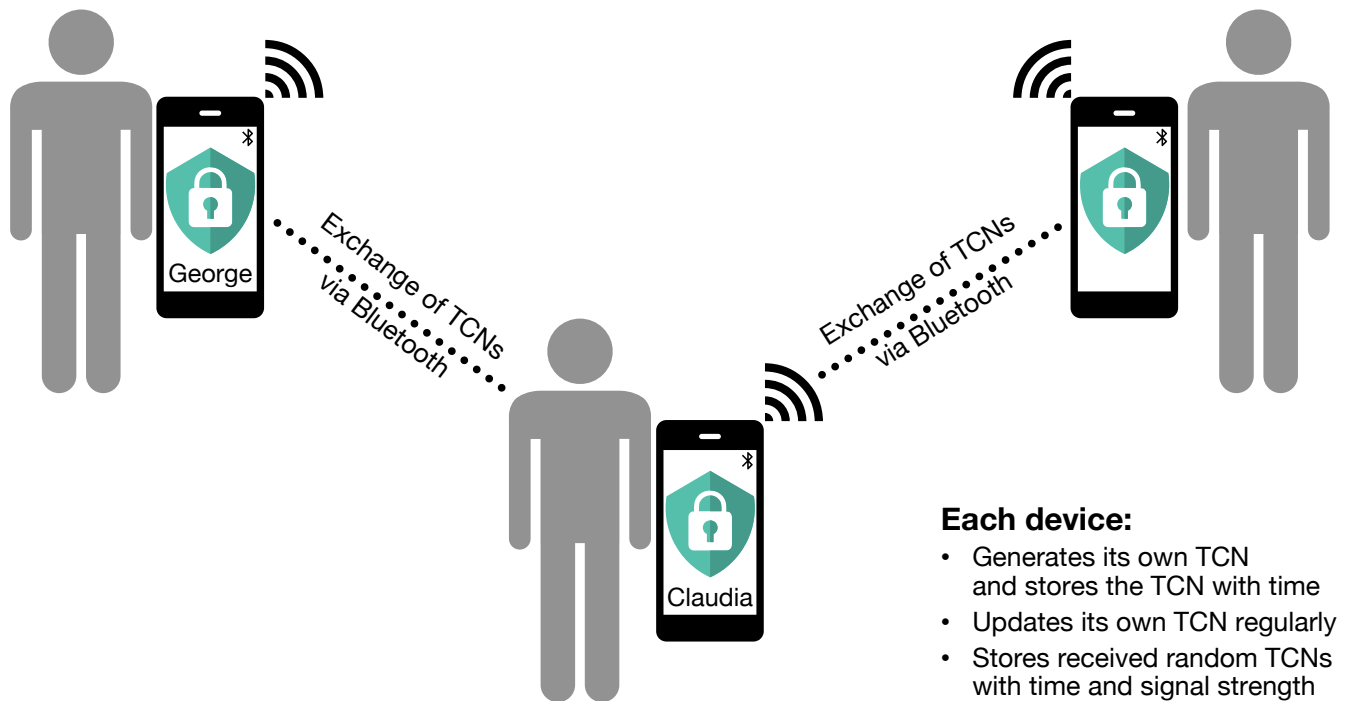 George
Exchange of TCNs
via Bluetooth
Exchange of TCNs
via Bluetooth
Claudia
Each device:
• Generates its own TCN
and stores the TCN with time
• Updates its own TCN regularly
• Stores received random TCNs
with time and signal strength